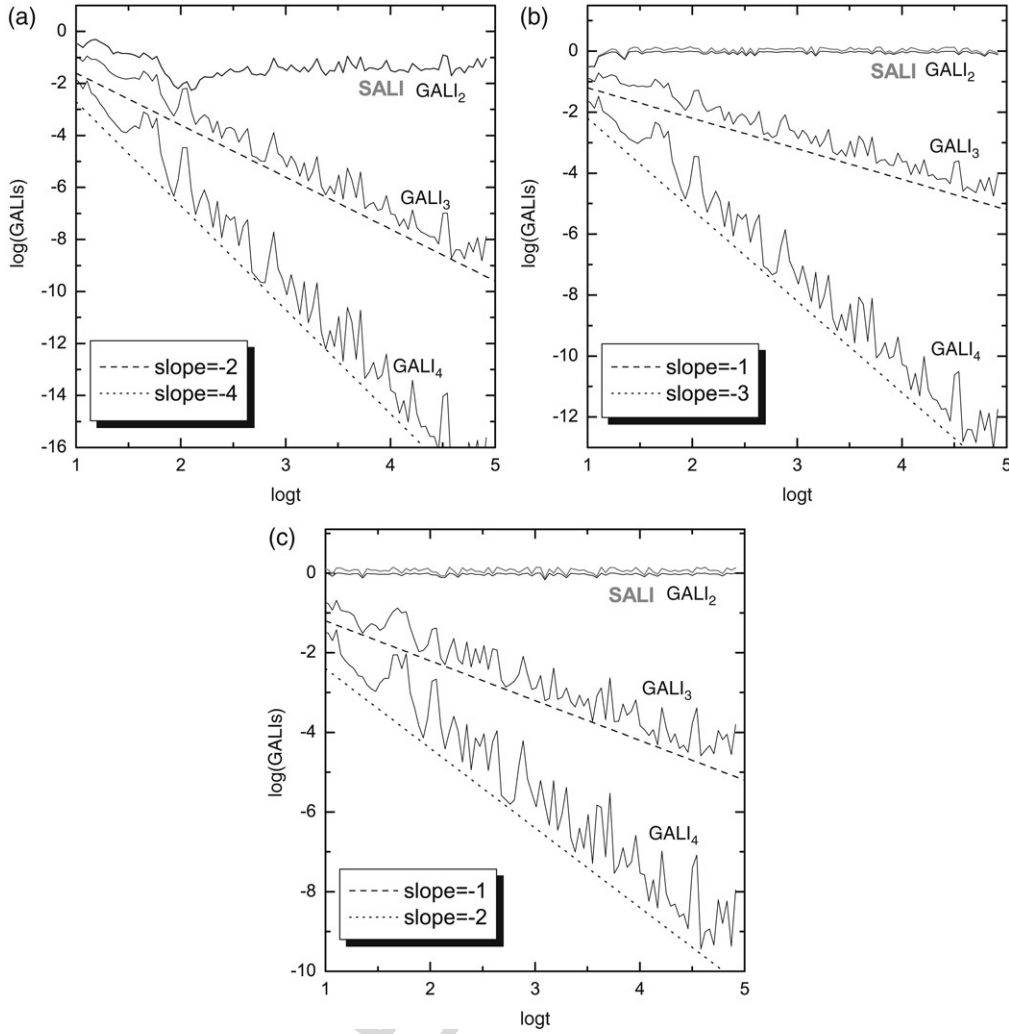 (a)
0
-2
-4
-6
-8
-10
-12
-14
-16
log(GALIs)
SALI GALI₂
GALI₃
GALI₄
slope=-2
slope=-4
1 2 3 4 5
logt
(b)
0
-2
-4
-6
-8
-10
-12
log(GALIs)
SALI GALI₂
GALI₃
GALI₄
slope=-1
slope=-3
1 2 3 4 5
logt
(c)
0
-2
-4
-6
-8
-10
log(GALIs)
SALI GALI₂
GALI₃
GALI₄
slope=-1
slope=-2
1 2 3 4 5
logt